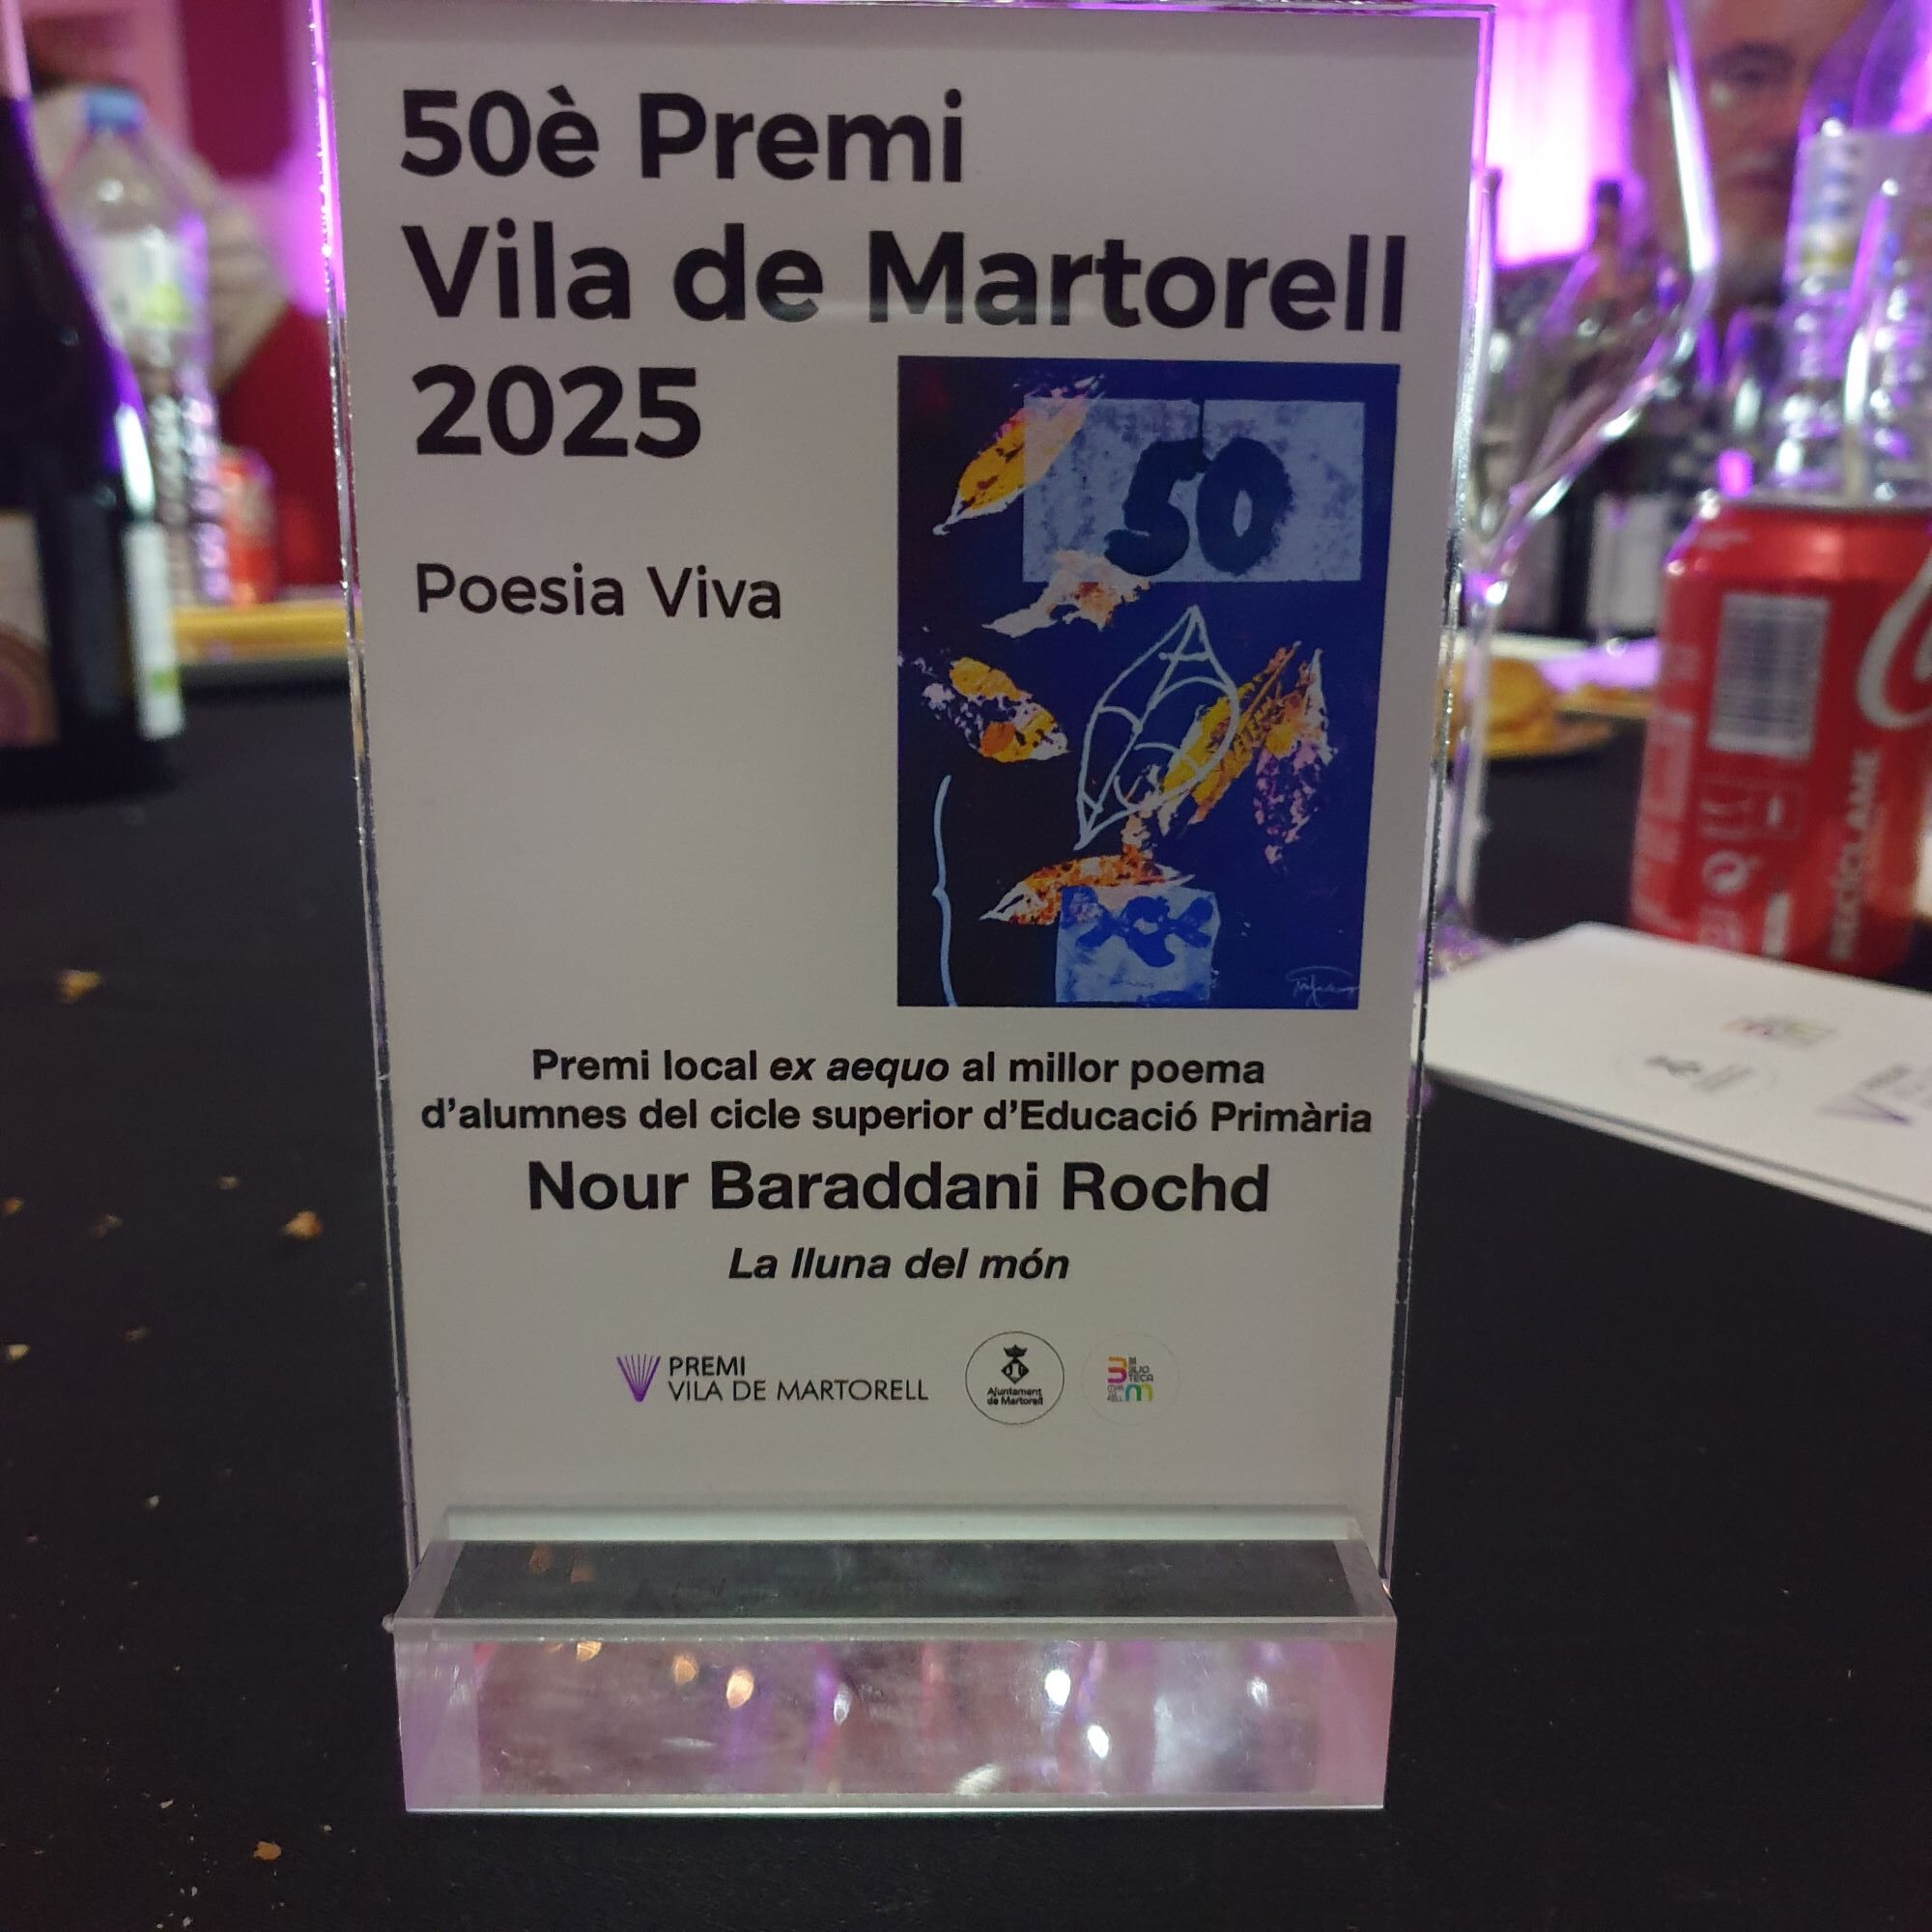 50è Premi
Vila de Martorell
2025
Poesia Viva
50
Premi local ex aequo al millor poema
d'alumnes del cicle superior d'Educació Primària
Nour Baraddani Rochd
La lluna del món
PREMI
VILA DE MARTORELL
Ajuntament
de Martorell
RECÍCLAME